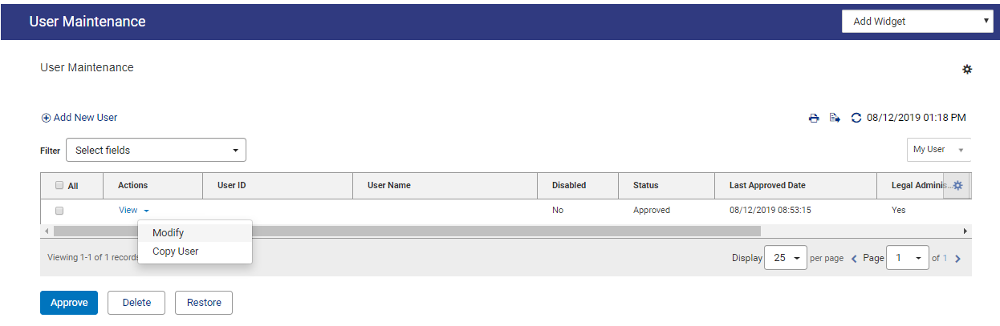 User Maintenance
Add Widget
User Maintenance
Add New User
08/12/2019 01:18 PM
Filter
Select fields
My User
All Actions User ID User Name Disabled Status Last Approved Date Legal Adminis...
View No Approved 08/12/2019 08:53:15 Yes
Modify
Copy User
Viewing 1-1 of 1 records
Display 25 per page Page 1 of 1
Approve Delete Restore